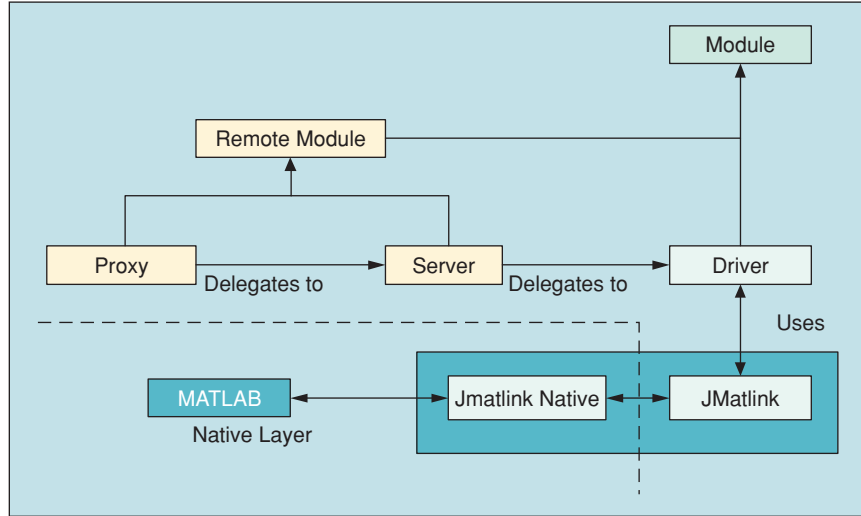 Module
Remote Module
Proxy
Delegates to
Server
Delegates to
Driver
Uses
MATLAB
Jmatlink Native
JMatlink
Native Layer